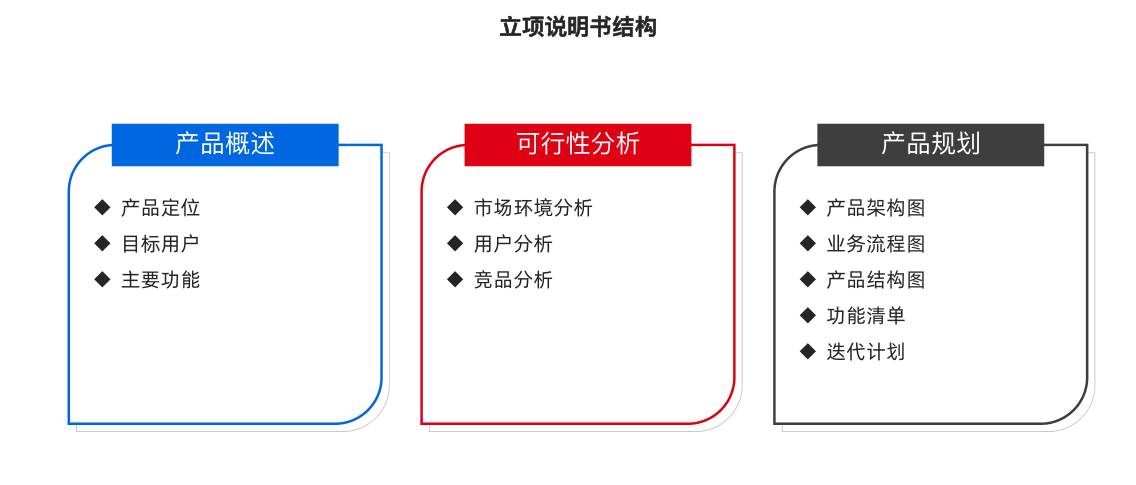 立项说明书结构
产品概述
◆ 产品定位
◆ 目标用户
◆ 主要功能
可行性分析
◆ 市场环境分析
◆ 用户分析
◆ 竞品分析
产品规划
◆ 产品架构图
◆ 业务流程图
◆ 产品结构图
◆ 功能清单
◆ 迭代计划